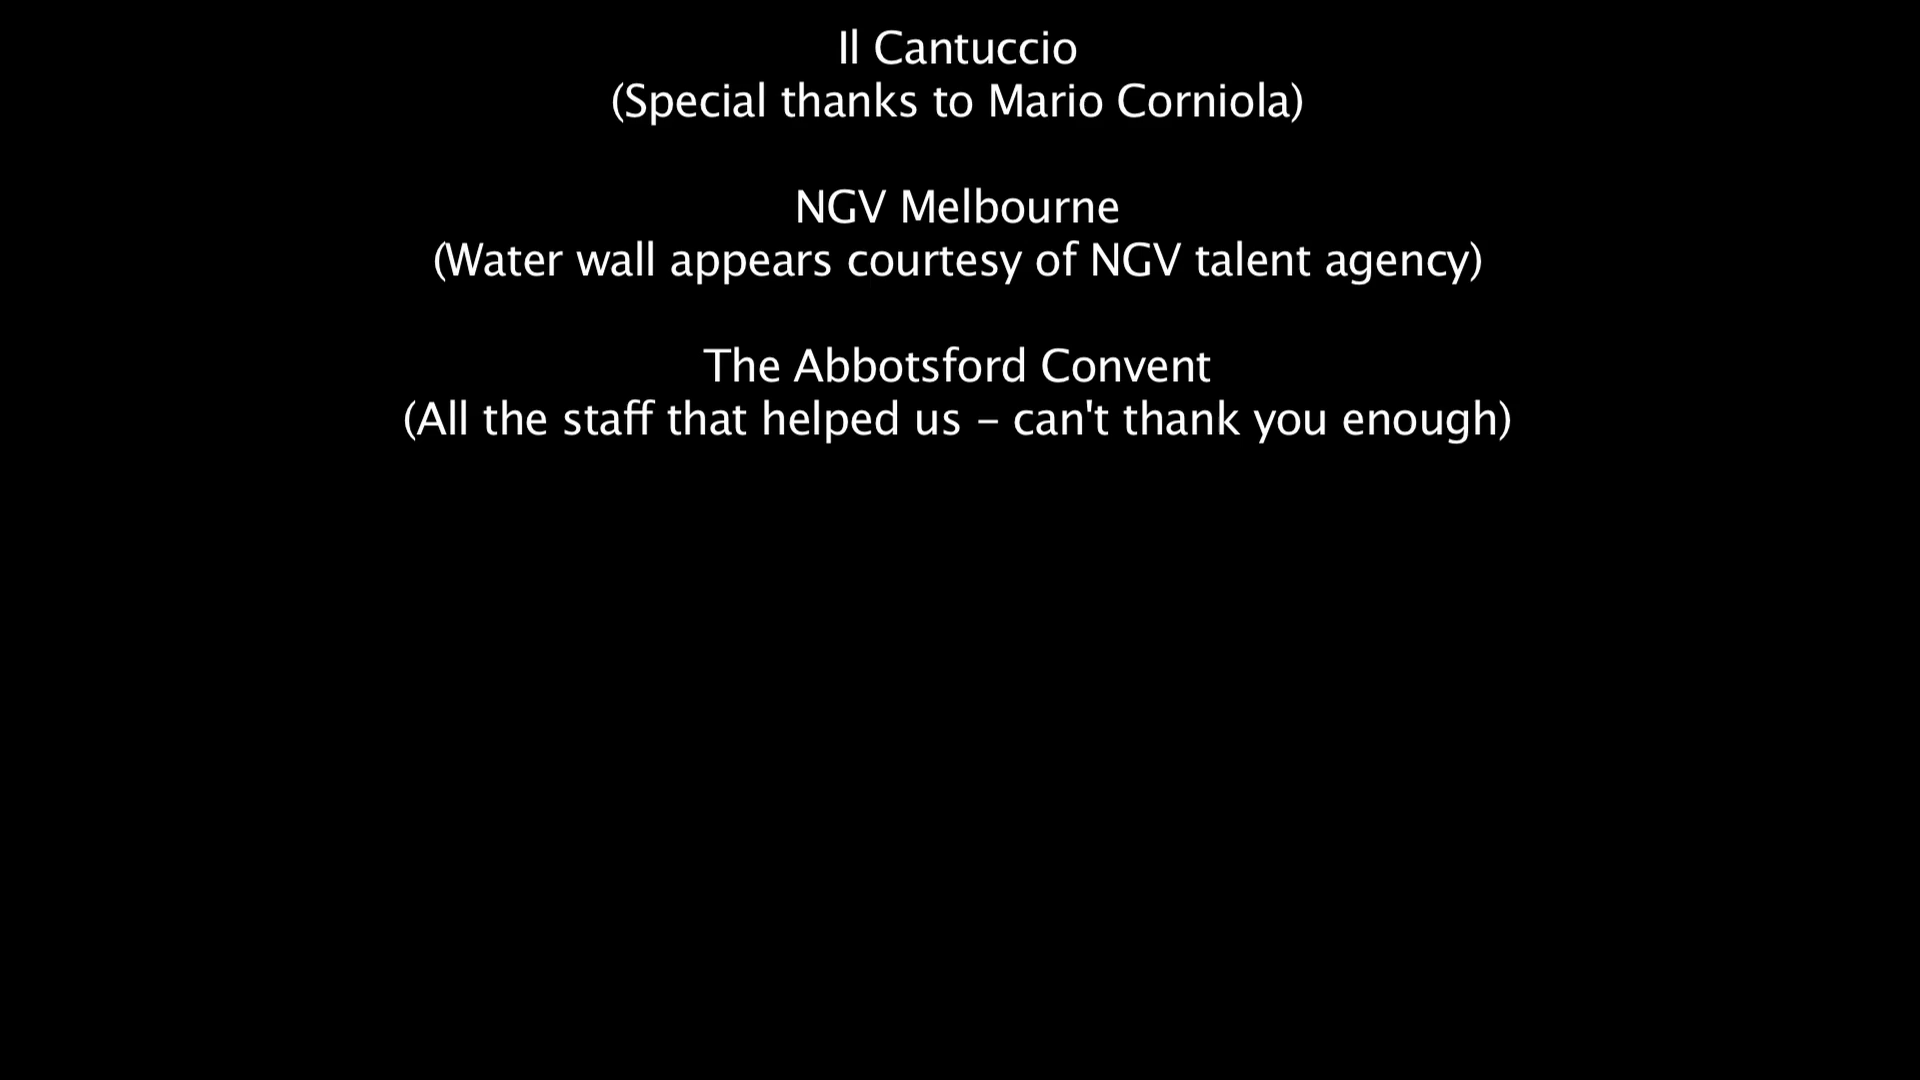 Il Cantuccio
(Special thanks to Mario Corniola)
NGV Melbourne
(Water wall appears courtesy of NGV talent agency)
The Abbotsford Convent
(All the staff that helped us – can't thank you enough)